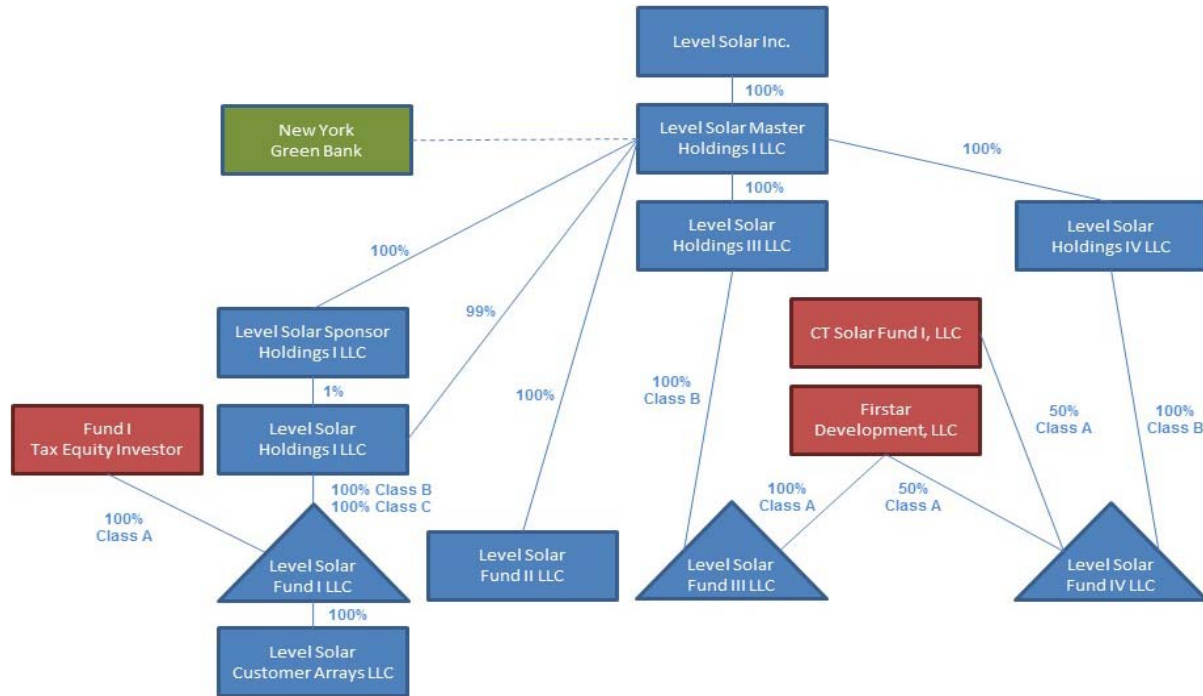 Level Solar Inc.
100%
New York
Green Bank
Level Solar Master
Holdings I LLC
100%
100%
Level Solar
Holdings III LLC
Level Solar
Holdings IV LLC
100%
99%
Level Solar Sponsor
Holdings I LLC
CT Solar Fund I, LLC
1%
100%
100%
Class B
Fund I
Tax Equity Investor
Level Solar
Holdings I LLC
Firstar
Development, LLC
50%
Class A
100%
Class B
100% Class B
100% Class C
100%
Class A
100%
Class A
50%
Class A
Level Solar
Fund I LLC
Level Solar
Fund II LLC
Level Solar
Fund III LLC
Level Solar
Fund IV LLC
100%
Level Solar
Customer Arrays LLC